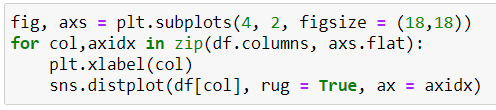 fig, axs = plt.subplots(4, 2, figsize = (18,18))
for col,axidx in zip(df.columns, axs.flat):
    plt.xlabel(col)
    sns.distplot(df[col], rug = True, ax = axidx)